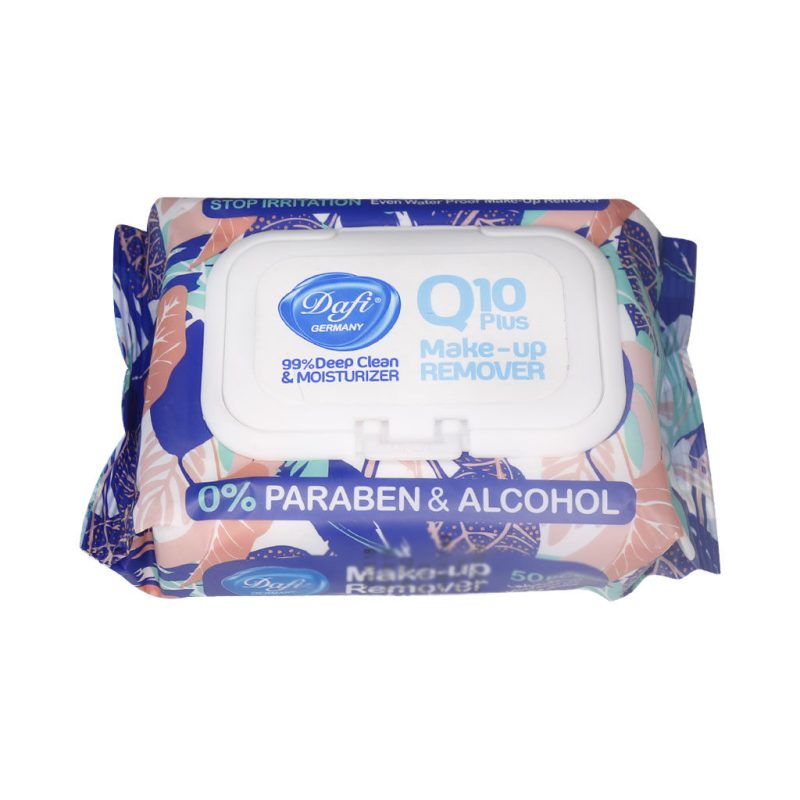 STOP IRRITATION Even Water Proof Make-Up Remover
Dafi®
GERMANY
99% Deep Clean
& MOISTURIZER
Q10
Plus
Make-up
REMOVER
0% PARABEN & ALCOHOL
Dafi
GERMANY
Make-up
Remover
50